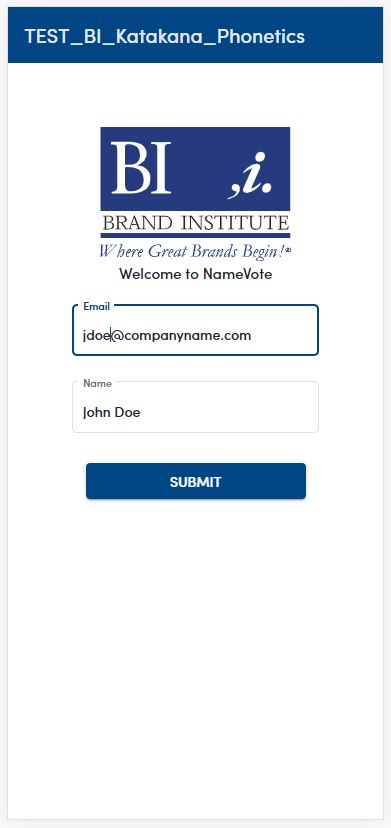 TEST_BI_Katakana_Phonetics
BI ,i.
BRAND INSTITUTE
Where Great Brands Begin!
Welcome to NameVote
Email
jdoe@companyname.com
Name
John Doe
SUBMIT